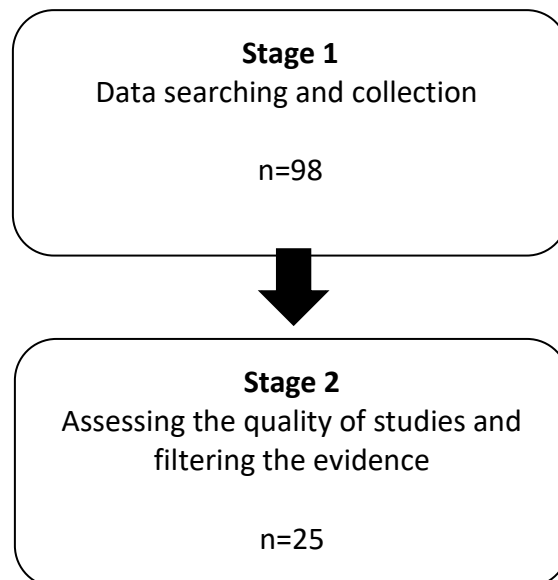 Stage 1
Data searching and collection
n=98
Stage 2
Assessing the quality of studies and
filtering the evidence
n=25